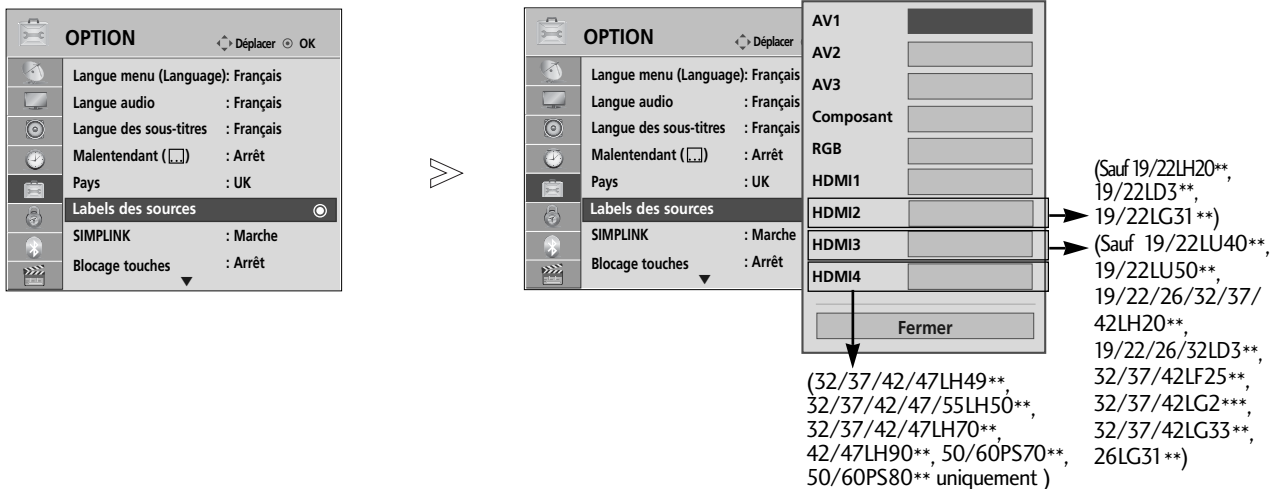 OPTION
Déplacer OK
Langue menu (Language): Français
Langue audio : Français
Langue des sous-titres : Français
Malentendant ( ) : Arrêt
Pays : UK
Labels des sources
SIMPLINK : Marche
Blocage touches : Arrêt
OPTION
Déplacer
Langue menu (Language): Français
Langue audio : Français
Langue des sous-titres : Français
Malentendant ( ) : Arrêt
Pays : UK
Labels des sources
SIMPLINK : Marche
Blocage touches : Arrêt
AV1
AV2
AV3
Composant
RGB
HDMI1
HDMI2
HDMI3
HDMI4
Fermer
(Sauf 19/22LH20**,
19/22LD3**,
19/22LG31**)
(Sauf 19/22LU40**,
19/22LU50**,
19/22/26/32/37/
42LH20**,
19/22/26/32LD3**,
32/37/42LF25**,
32/37/42LG2***,
32/37/42LG33**,
26LG31**)
(32/37/42/47LH49**,
32/37/42/47/55LH50**,
32/37/42/47LH70**,
42/47LH90**, 50/60PS70**,
50/60PS80** uniquement )